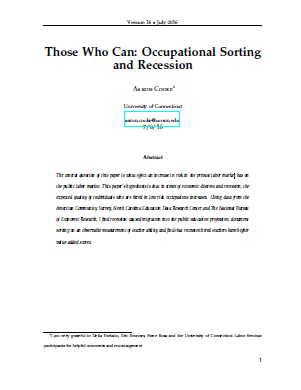 Version 16 • July 2016
Those Who Can: Occupational Sorting
and Recession
Aaron Cooke*
University of Connecticut
aaron.cooke@uconn.edu
7/8/16
Abstract
The central question of this paper is what effect an increase in risk in the private labor market has on
the public labor market. This paper's hypothesis is that in times of economic distress and recession, the
expected quality of individuals who are hired in low risk occupations increases. Using data from the
American Community Survey, North Carolina Education Data Research Center and The National Bureau
of Economic Research, I find recession-caused migration into the public education profession, document
sorting on an observable measurement of teacher ability and find that recession hired teachers have higher
value added scores.
*I am very grateful to Delia Furtado, Eric Brunner, Steve Ross and the University of Connecticut Labor Seminar
participants for helpful comments and encouragement.
1